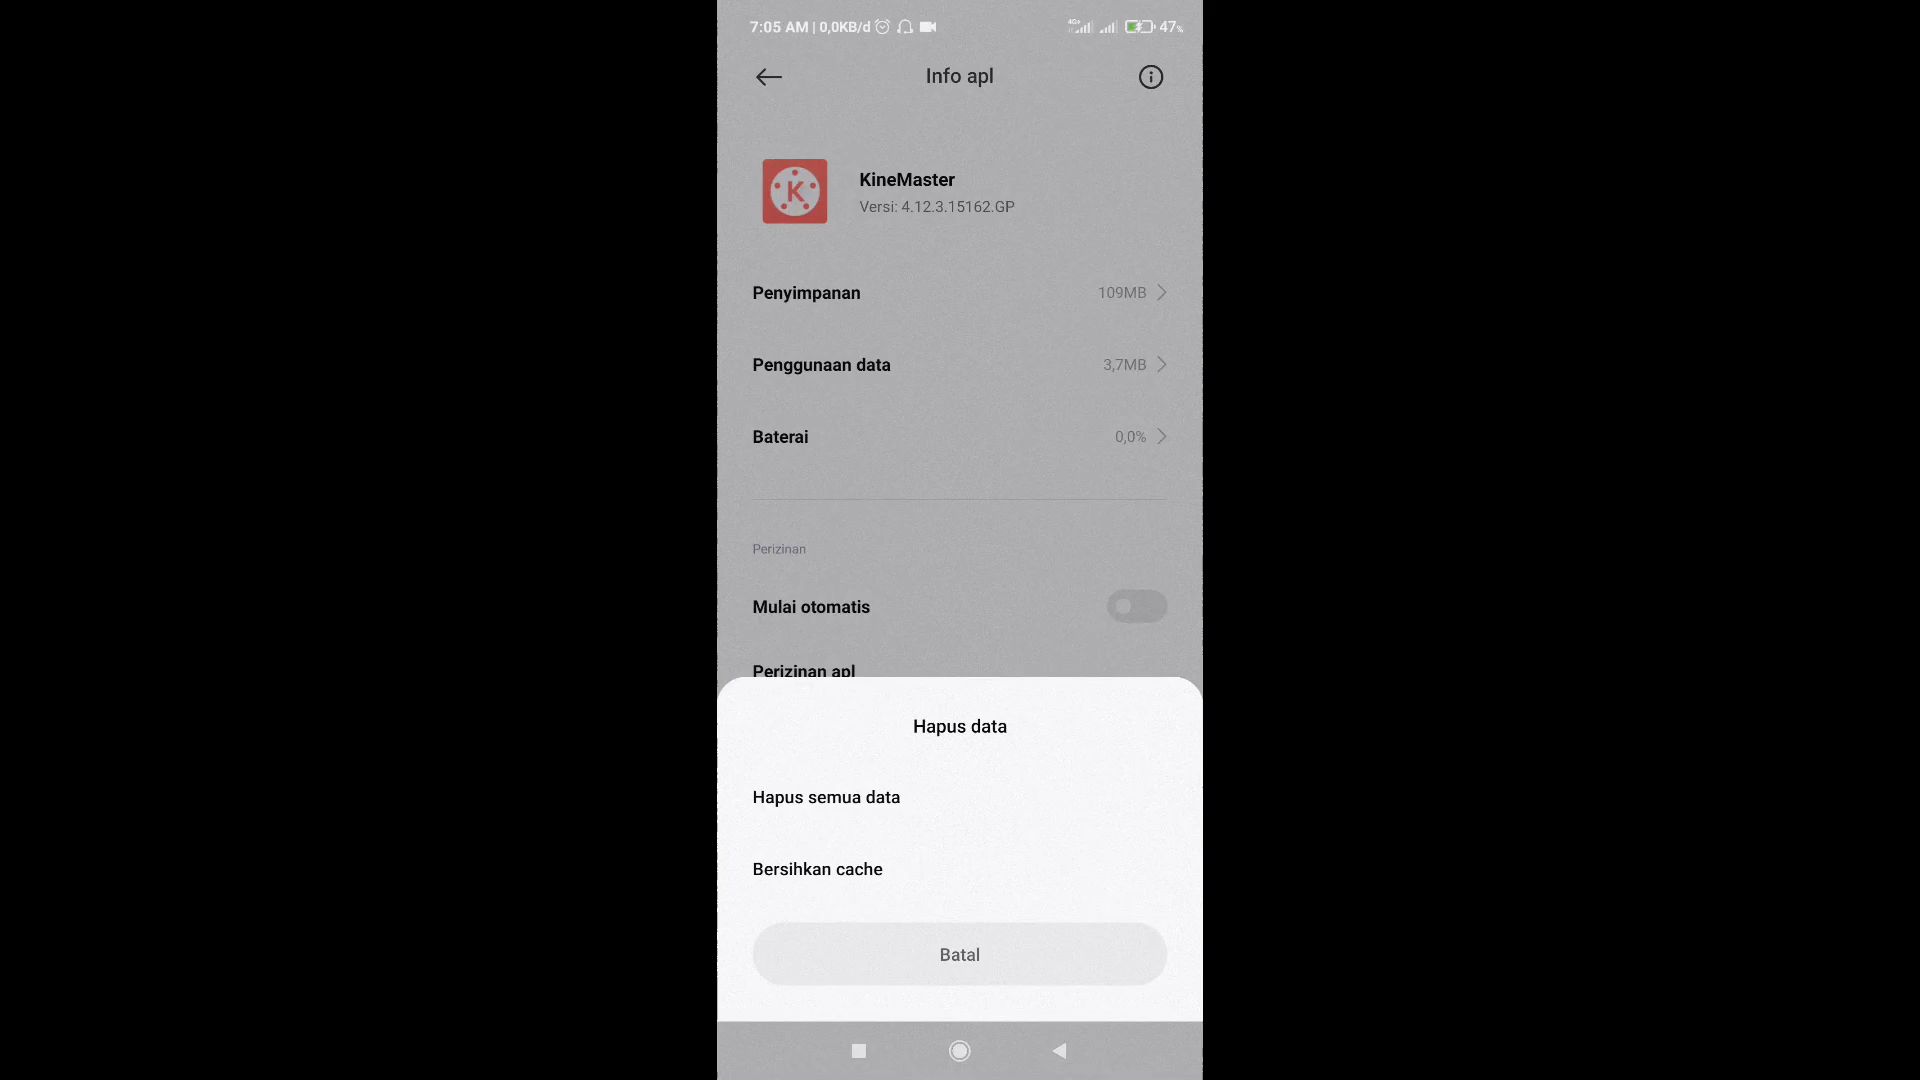 7:05 AM | 0,0KB/d 4G+ 47%
Info apl
K
KineMaster
Versi: 4.12.3.15162.GP
Penyimpanan 109MB
Penggunaan data 3,7MB
Baterai 0,0%
Perizinan
Mulai otomatis
Perizinan apl
Hapus data
Hapus semua data
Bersihkan cache
Batal